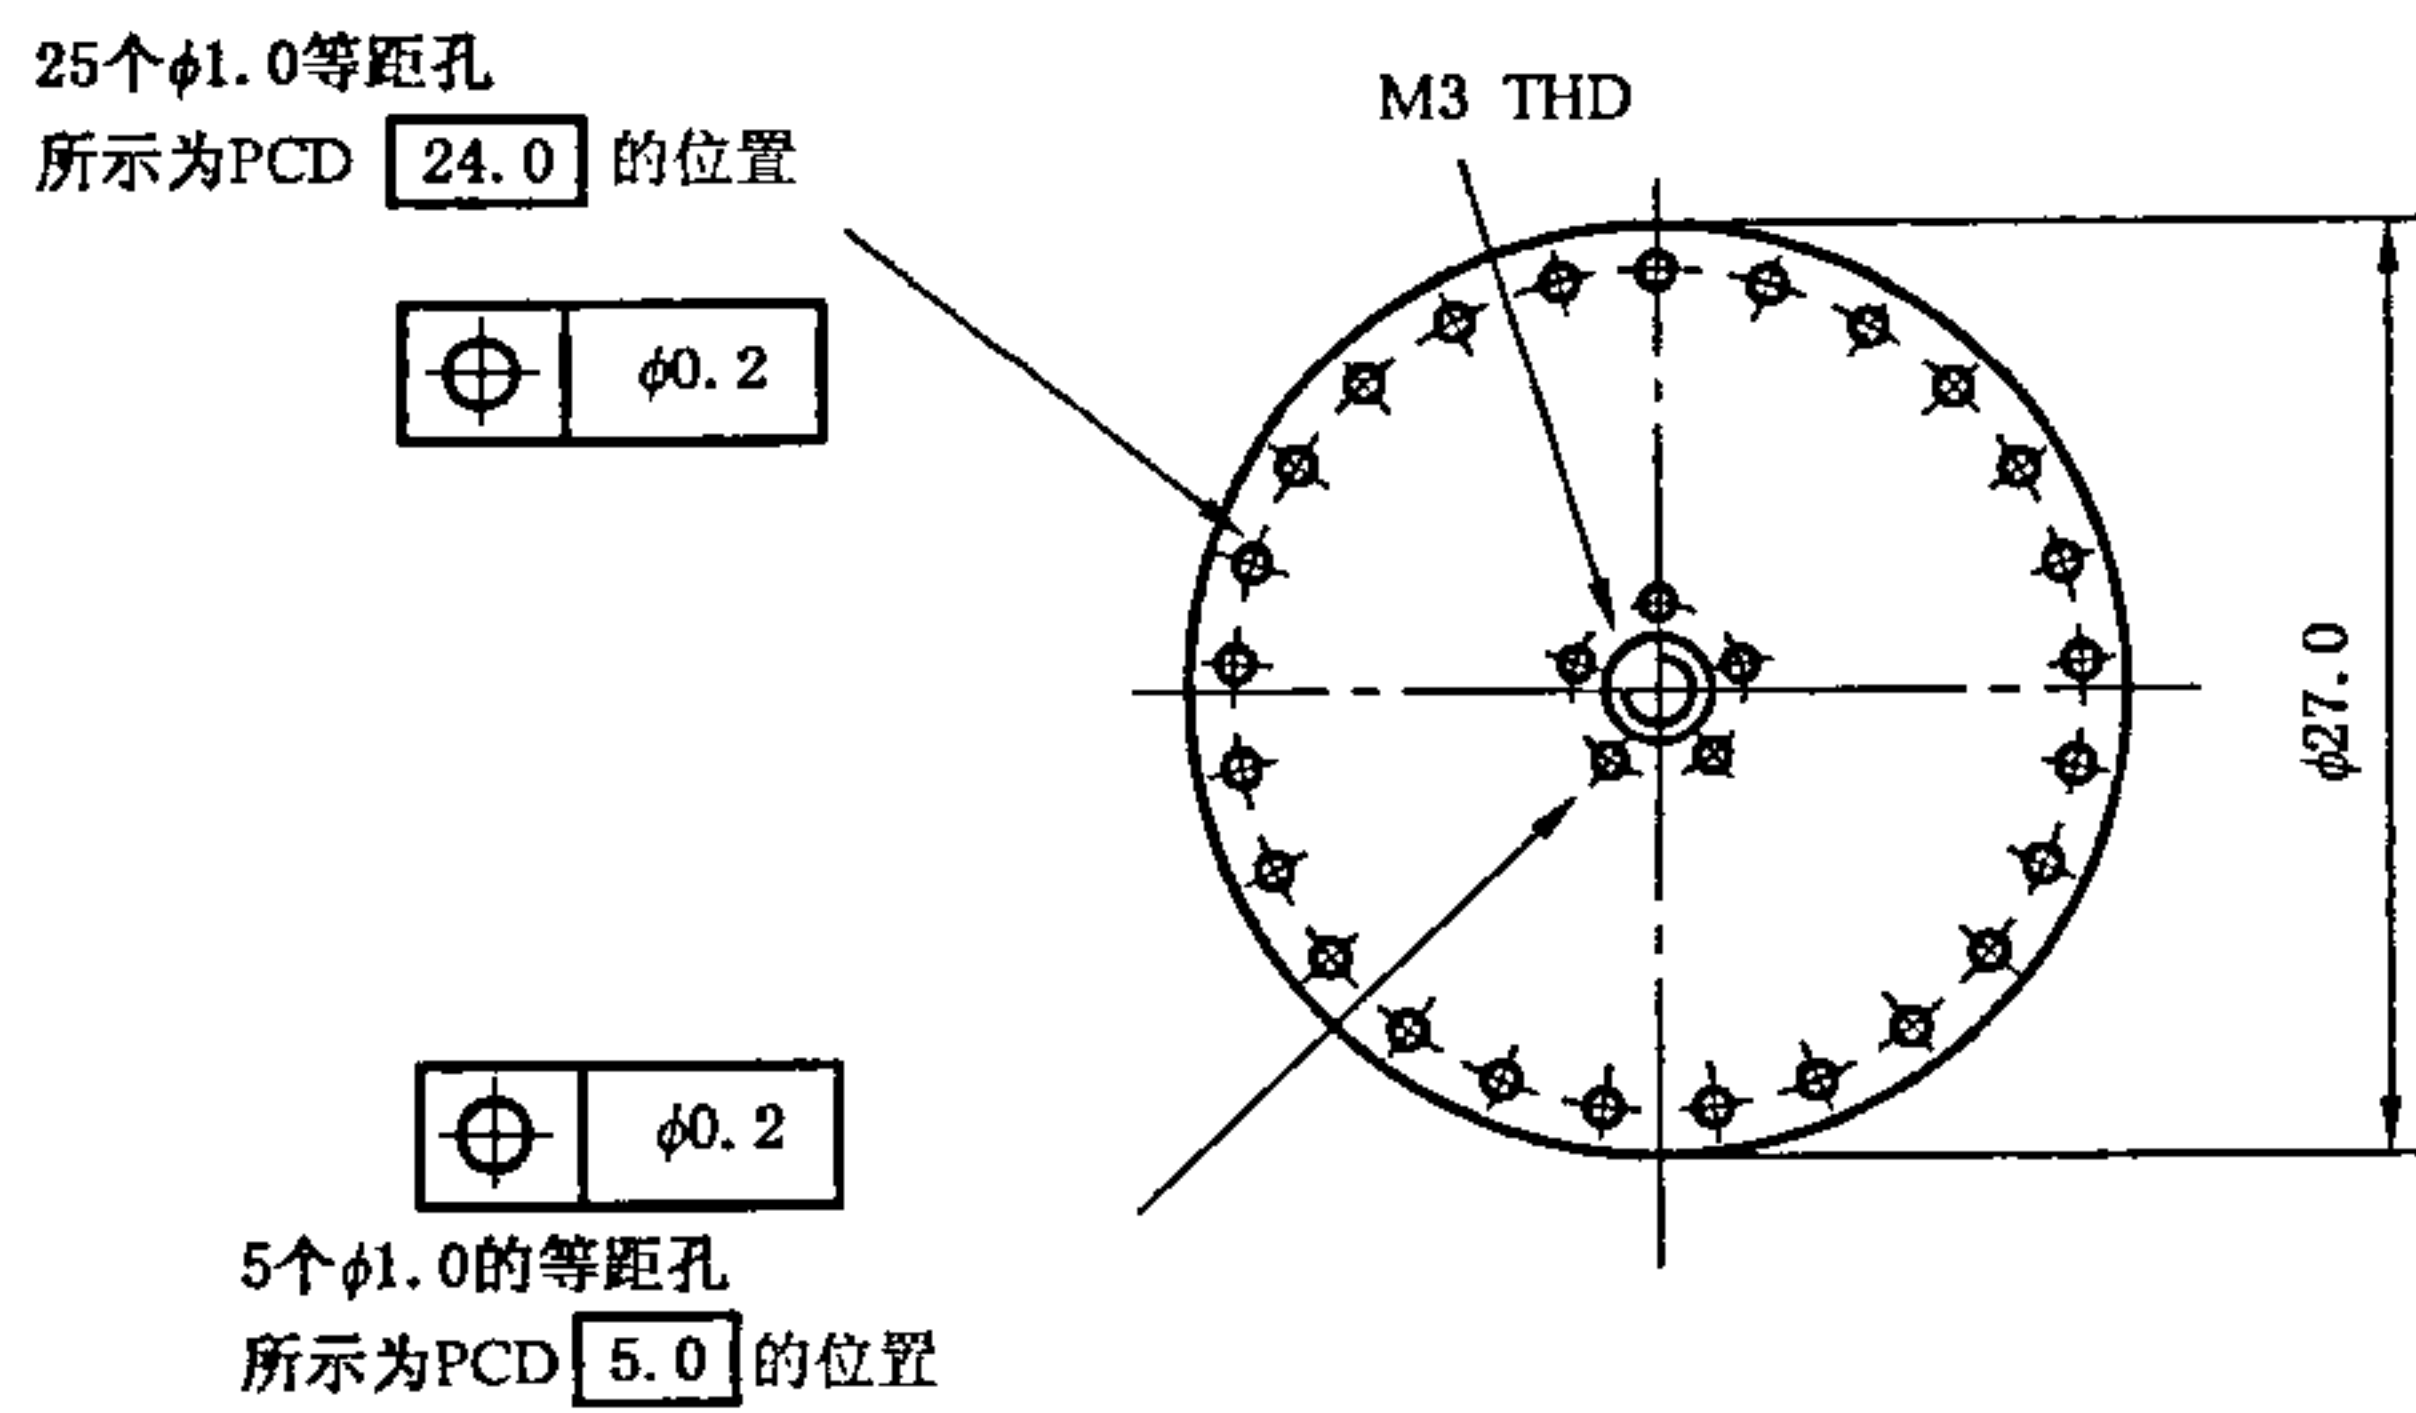 25个ϕ1.0等距孔
所示为PCD 24.0 的位置
M3 THD
ϕ0.2
ϕ27.0
ϕ0.2
5个ϕ1.0的等距孔
所示为PCD 5.0 的位置